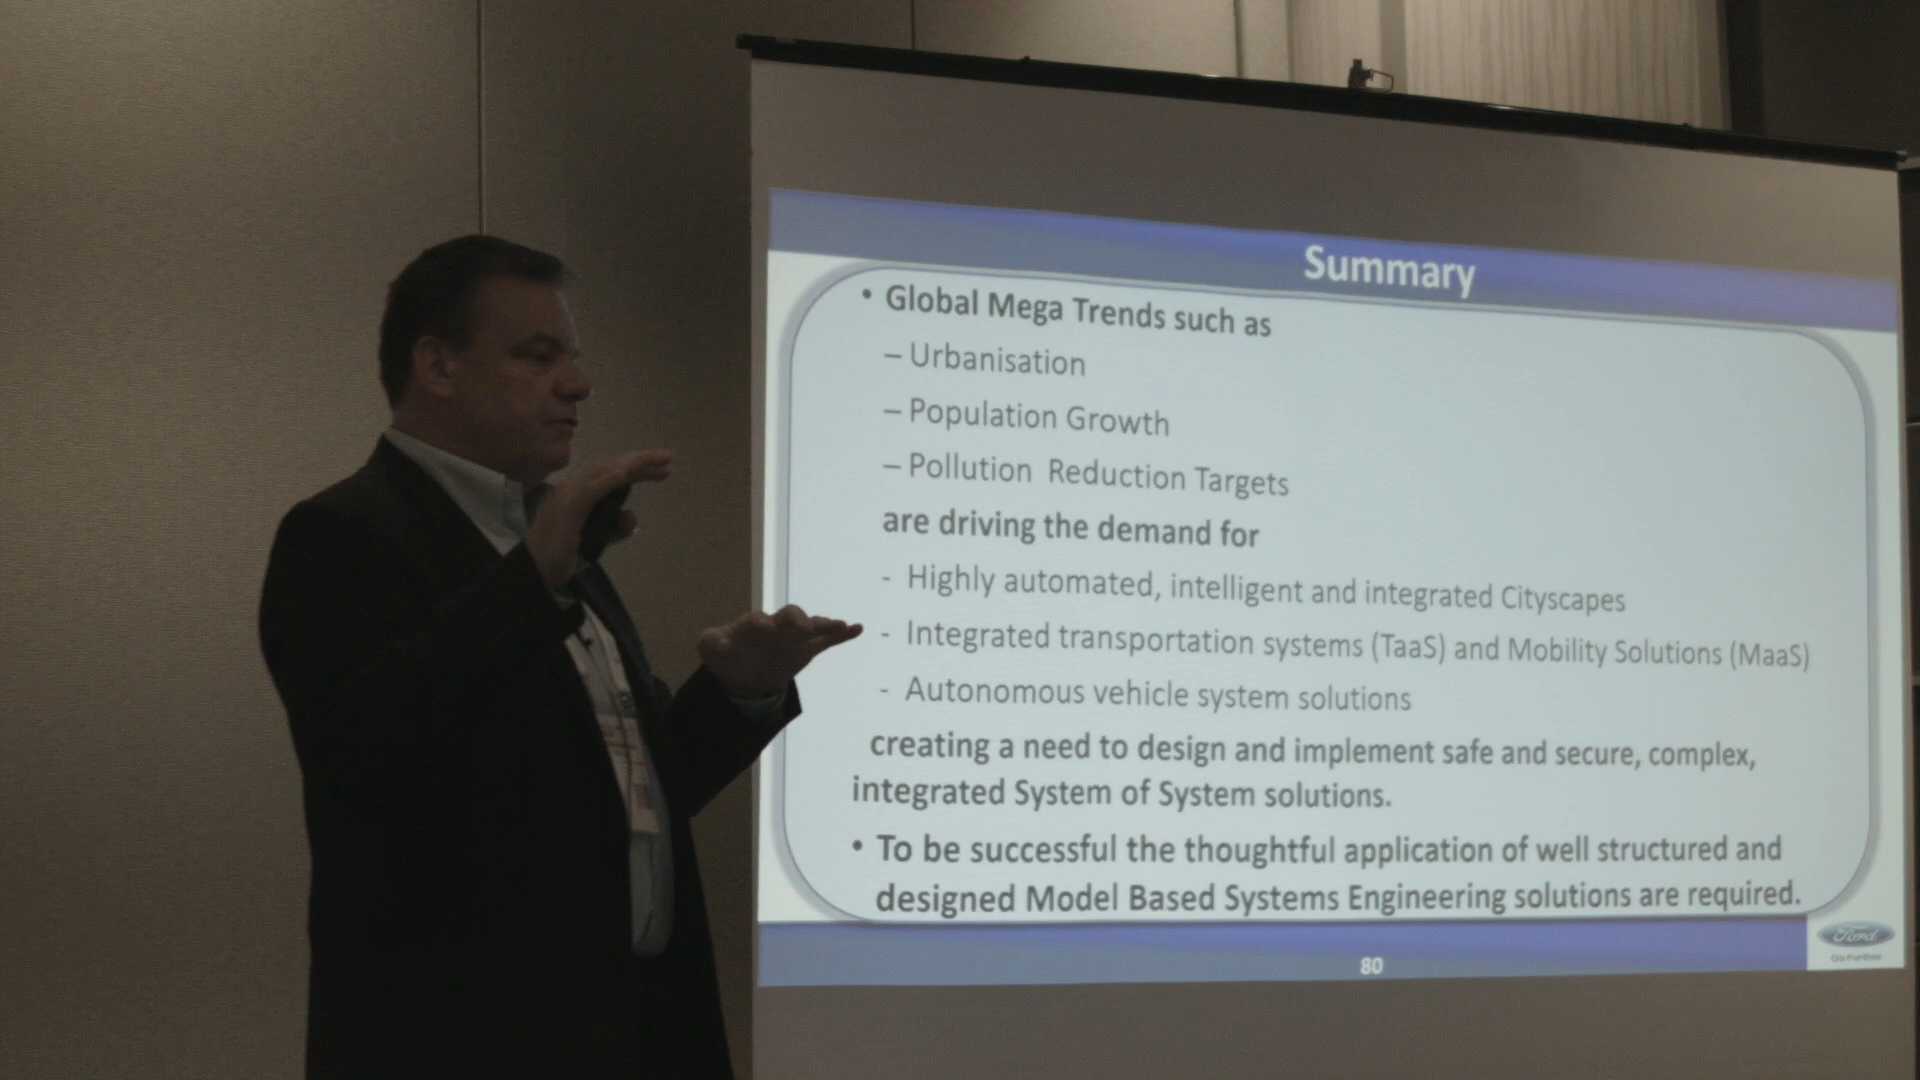 Summary
• Global Mega Trends such as
– Urbanisation
– Population Growth
– Pollution Reduction Targets
are driving the demand for
- Highly automated, intelligent and integrated Cityscapes
- Integrated transportation systems (TaaS) and Mobility Solutions (MaaS)
- Autonomous vehicle system solutions
creating a need to design and implement safe and secure, complex,
integrated System of System solutions.
• To be successful the thoughtful application of well structured and
designed Model Based Systems Engineering solutions are required.
Ford
Go Further
80